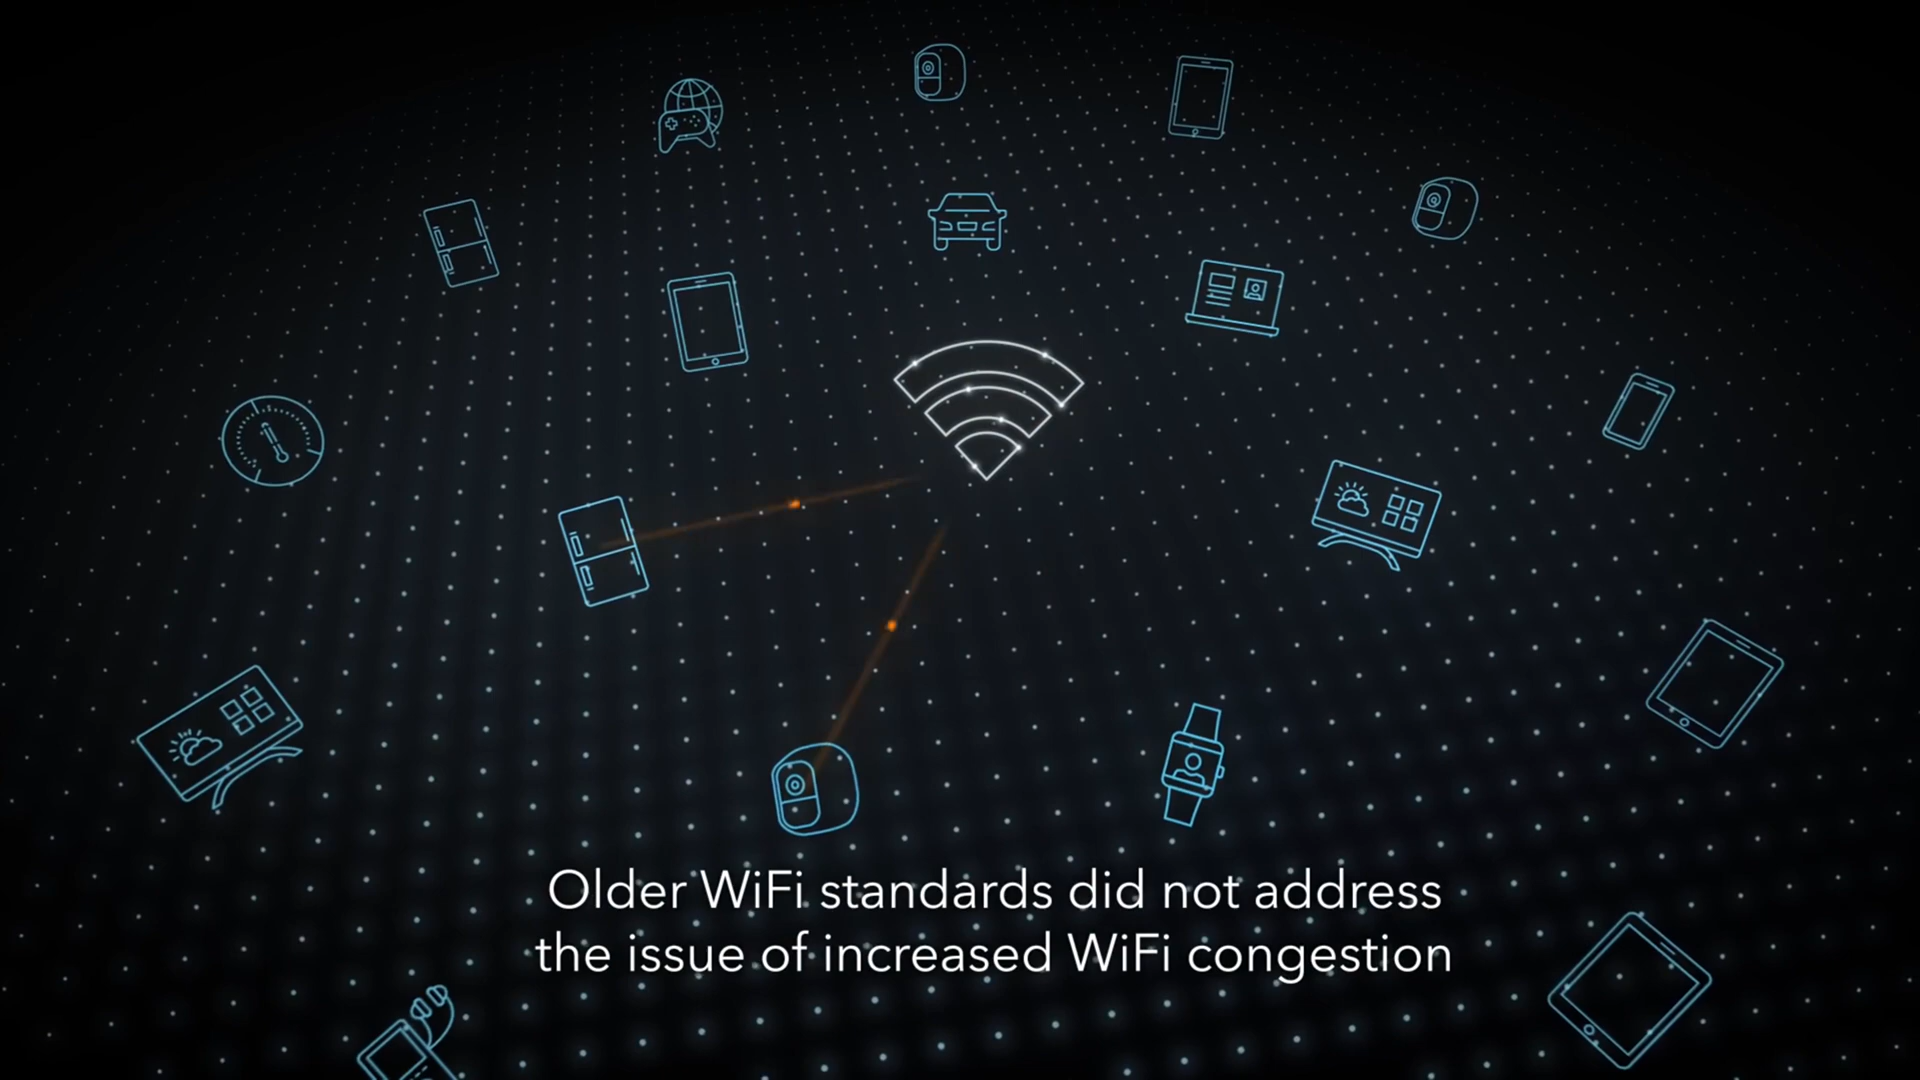 Older WiFi standards did not address
the issue of increased WiFi congestion